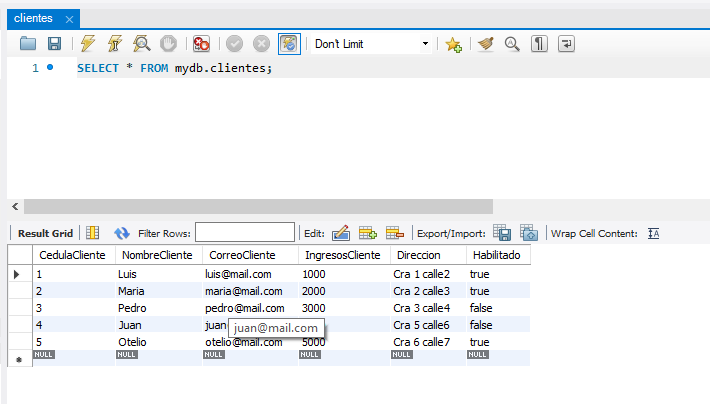 clientes
Don't Limit
1 SELECT * FROM mydb.clientes;
Result Grid Filter Rows: Edit: Export/Import: Wrap Cell Content:
CedulaCliente NombreCliente CorreoCliente IngresosCliente Direccion Habilitado
1 Luis luis@mail.com 1000 Cra 1 calle2 true
2 Maria maria@mail.com 2000 Cra 2 calle3 true
3 Pedro pedro@mail.com 3000 Cra 3 calle4 false
4 Juan juan Cra 5 calle6 false
juan@mail.com
5 Otelio otelio@mail.com 5000 Cra 6 calle7 true
NULL NULL NULL NULL NULL NULL